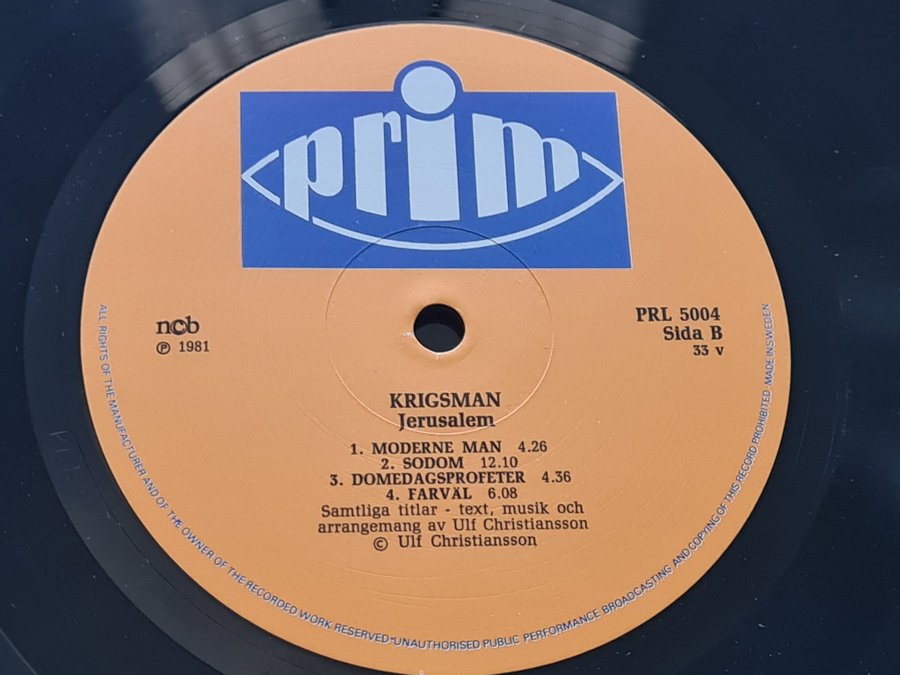 prim
ncb
℗ 1981
PRL 5004
Sida B
33 v
KRIGSMAN
Jerusalem
1. MODERNE MAN 4.26
2. SODOM 12.10
3. DOMEDAGSPROFETER 4.36
4. FARVÄL 6.08
Samtliga titlar - text, musik och
arrangemang av Ulf Christiansson
© Ulf Christiansson
ALL RIGHTS OF THE MANUFACTURER AND OF THE OWNER OF THE RECORDED WORK RESERVED·UNAUTHORISED PUBLIC PERFORMANCE BROADCASTING AND COPYING OF THIS RECORD PROHIBITED. MADE IN SWEDEN